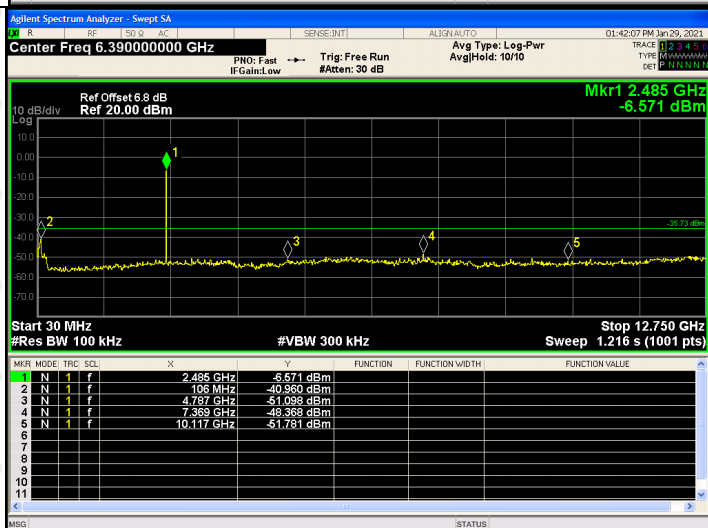 Agilent Spectrum Analyzer - Swept SA
LXI R RF 50 Ω AC SENSE:INT ALIGN AUTO 01:42:07 PM Jan 29, 2021
Center Freq 6.390000000 GHz
PNO: Fast
IFGain:Low
Trig: Free Run
#Atten: 30 dB
Avg Type: Log-Pwr
Avg|Hold: 10/10
TRACE 1 2 3 4 5 6
TYPE M
DET P N N N N N
Mkr1 2.485 GHz
-6.571 dBm
Ref Offset 6.8 dB
10 dB/div Ref 20.00 dBm
Log
10.0
0.00
-10.0
-20.0
-30.0
-40.0
-50.0
-60.0
-70.0
1
2
3
4
5
-35.73 dBm
Start 30 MHz Stop 12.750 GHz
#Res BW 100 kHz #VBW 300 kHz Sweep 1.216 s (1001 pts)
MKR MODE TRC SCL X Y FUNCTION FUNCTION WIDTH FUNCTION VALUE
1 N 1 f 2.485 GHz -6.571 dBm
2 N 1 f 106 MHz -40.960 dBm
3 N 1 f 4.787 GHz -51.098 dBm
4 N 1 f 7.369 GHz -48.368 dBm
5 N 1 f 10.117 GHz -51.781 dBm
6
7
8
9
10
11
MSG STATUS